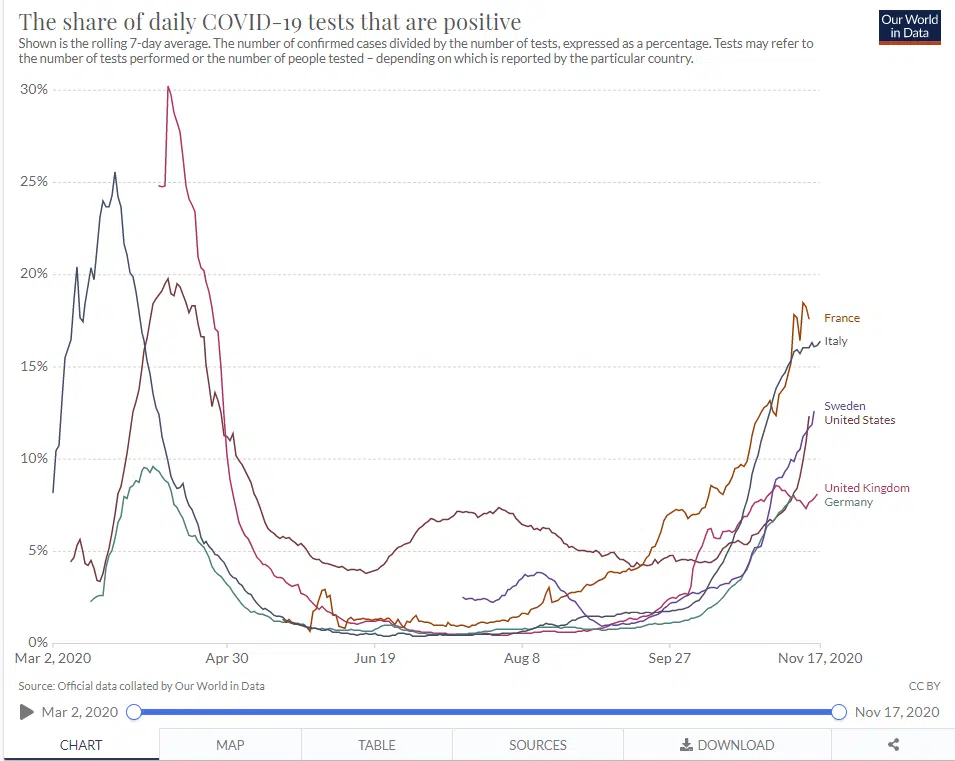 The share of daily COVID-19 tests that are positive
Our World
in Data
Shown is the rolling 7-day average. The number of confirmed cases divided by the number of tests, expressed as a percentage. Tests may refer to
the number of tests performed or the number of people tested – depending on which is reported by the particular country.
30%
25%
20%
15%
10%
5%
0%
France
Italy
Sweden
United States
United Kingdom
Germany
Mar 2, 2020
Apr 30
Jun 19
Aug 8
Sep 27
Nov 17, 2020
Source: Official data collated by Our World in Data
CC BY
Mar 2, 2020
Nov 17, 2020
CHART
MAP
TABLE
SOURCES
DOWNLOAD